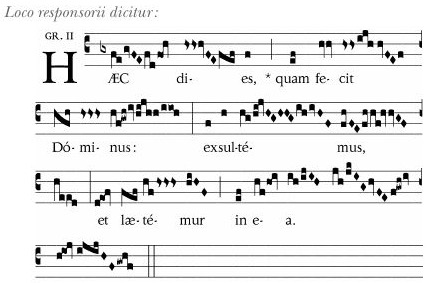 Loco responsorii dicitur:
GR. II
HÆC di- es, * quam fe- cit
Dó- mi- nus: exsul-té- mus,
et læ-té- mur in e- a.